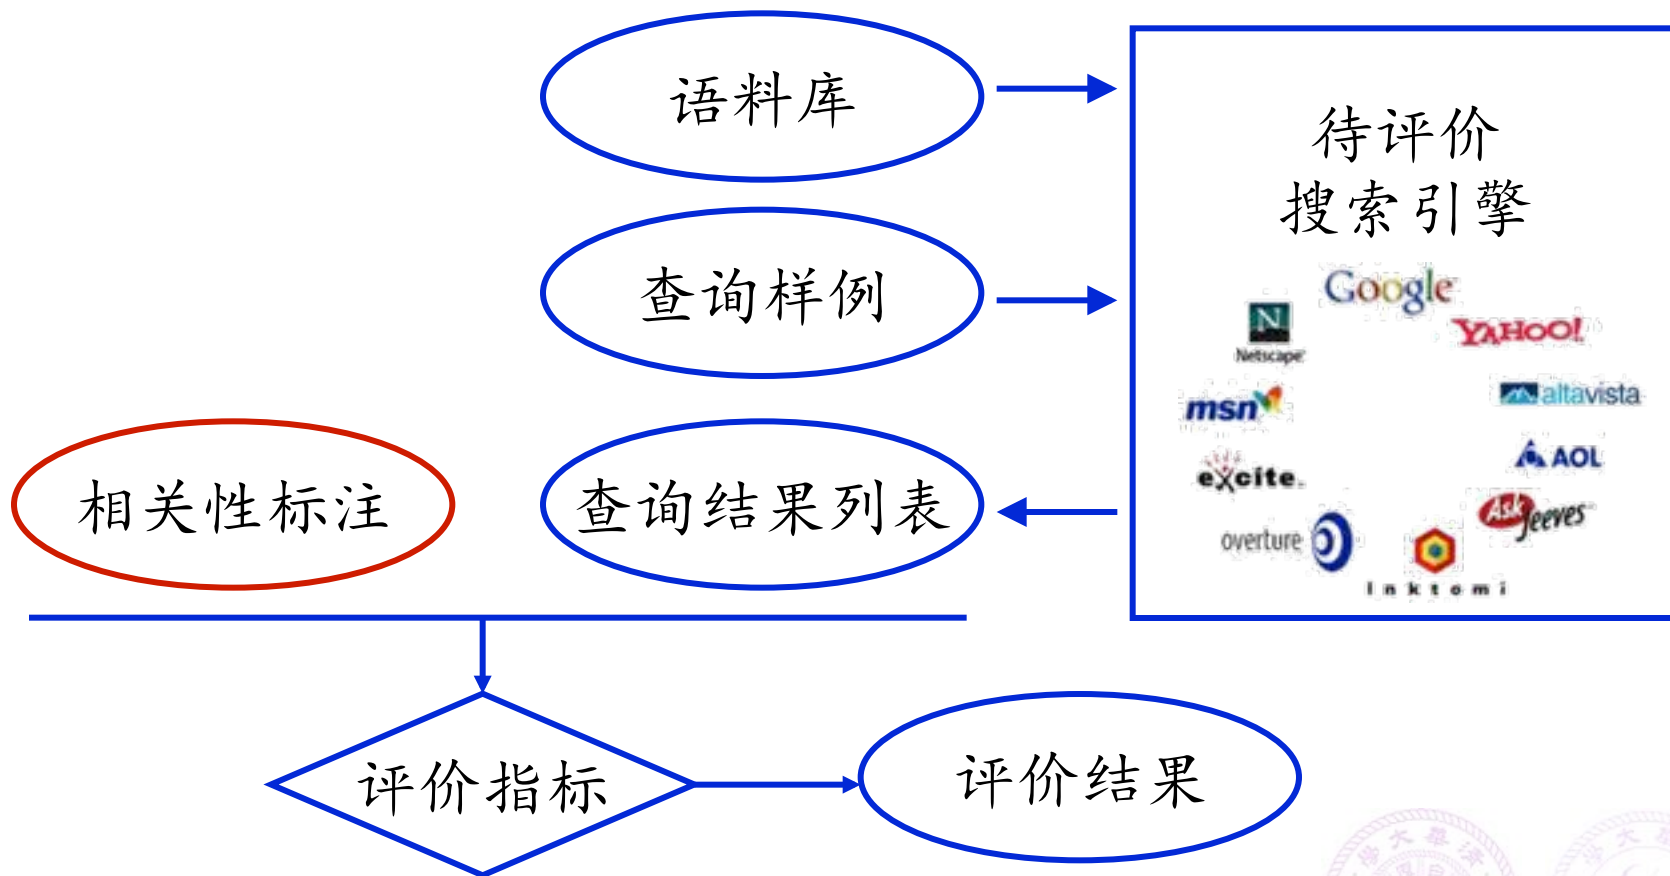 语料库
待评价
搜索引擎
查询样例
Google
N
Netscape
YAHOO!
msn
altavista
excite
AOL
相关性标注
查询结果列表
Ask Jeeves
overture
Inktomi
评价指标
评价结果